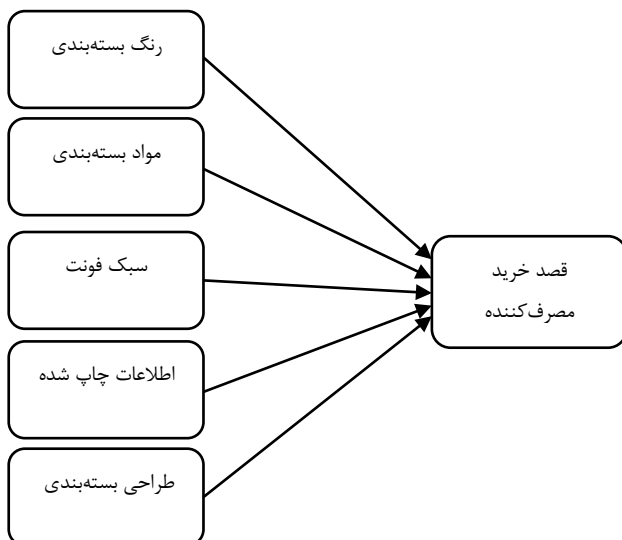 رنگ بسته‌بندی
مواد بسته‌بندی
سبک فونت
اطلاعات چاپ شده
طراحی بسته‌بندی
قصد خرید
مصرف‌کننده